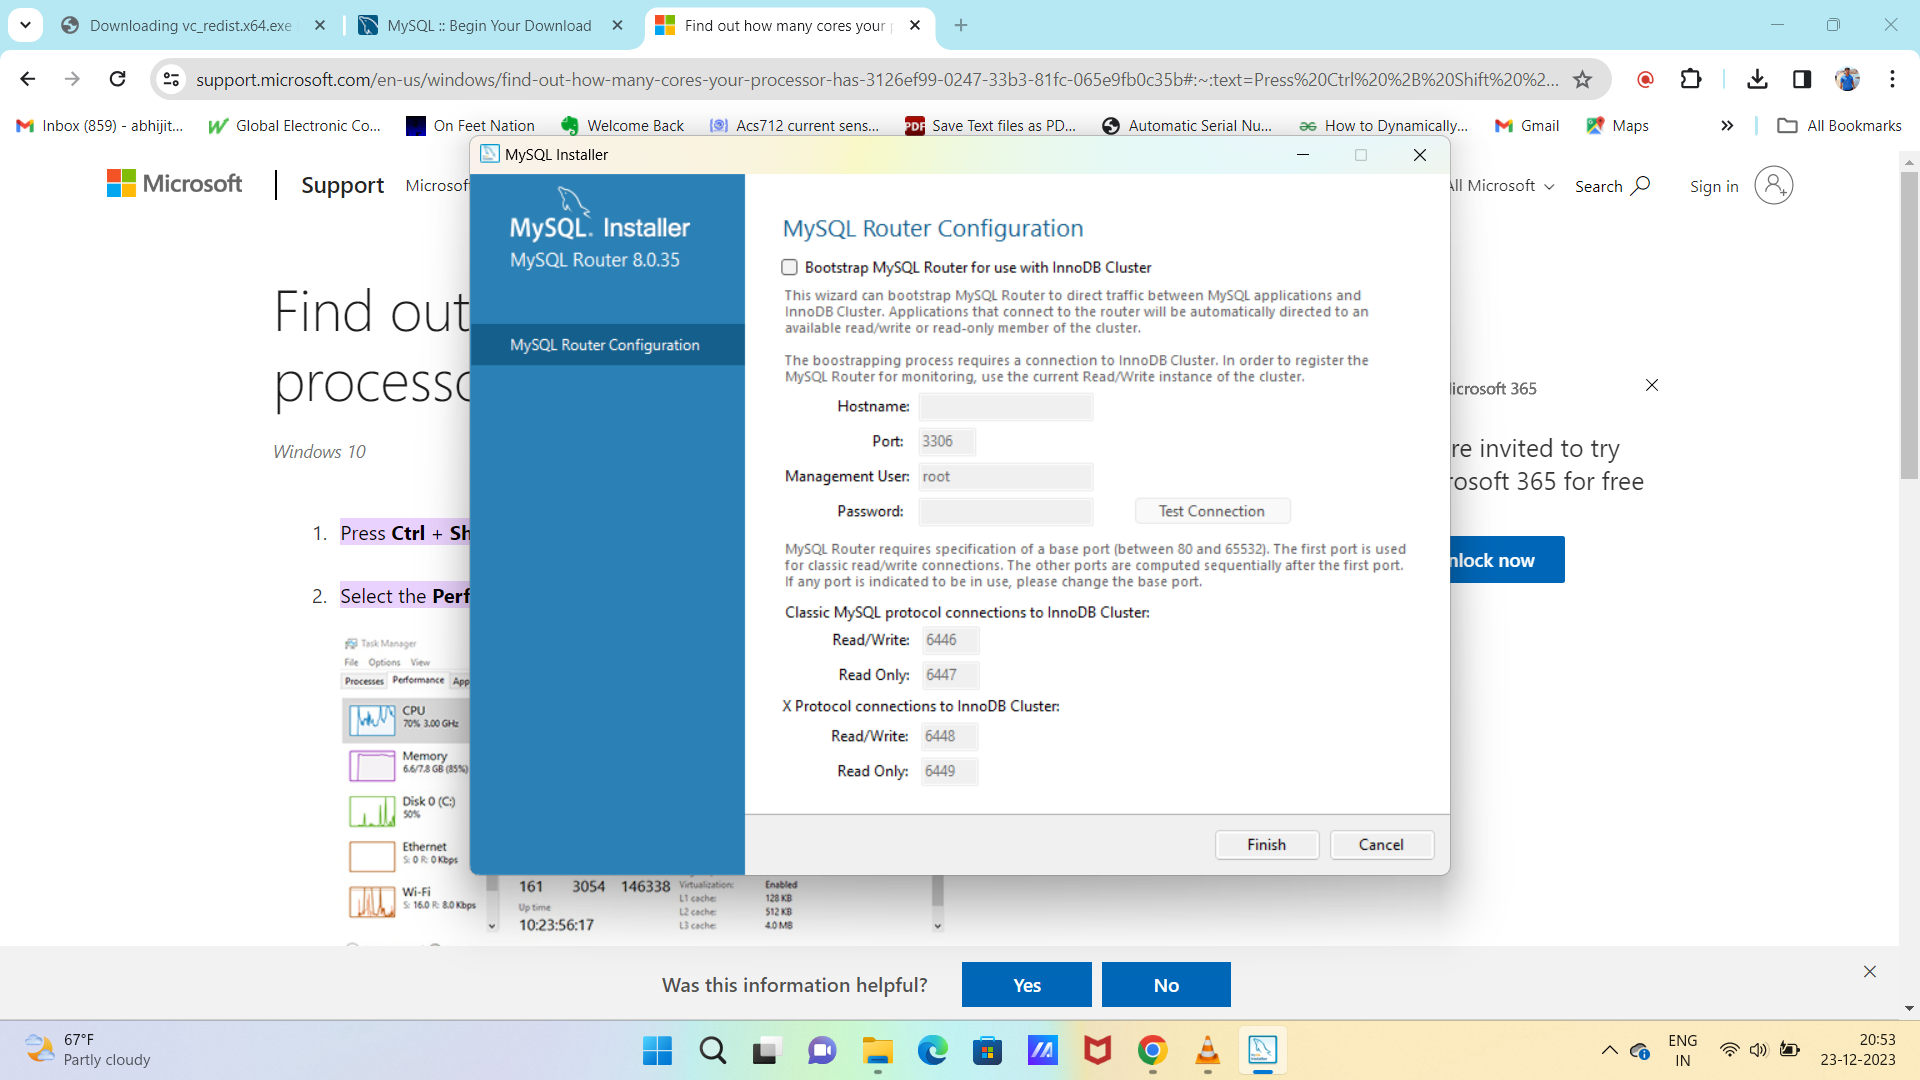 Downloading vc_redist.x64.exe
MySQL :: Begin Your Download
Find out how many cores your p
support.microsoft.com/en-us/windows/find-out-how-many-cores-your-processor-has-3126ef99-0247-33b3-81fc-065e9fb0c35b#:~:text=Press%20Ctrl%20%2B%20Shift%20%2...
Inbox (859) - abhijit...
Global Electronic Co...
On Feet Nation
Welcome Back
Acs712 current sens...
PDF
Save Text files as PD...
Automatic Serial Nu...
How to Dynamically...
Gmail
Maps
»
All Bookmarks
Microsoft
Support
Microsof
All Microsoft
Search
Sign in
MySQL Installer
MySQL. Installer
MySQL Router 8.0.35
MySQL Router Configuration
MySQL Router Configuration
Bootstrap MySQL Router for use with InnoDB Cluster
This wizard can bootstrap MySQL Router to direct traffic between MySQL applications and
InnoDB Cluster. Applications that connect to the router will be automatically directed to an
available read/write or read-only member of the cluster.
The boostrapping process requires a connection to InnoDB Cluster. In order to register the
MySQL Router for monitoring, use the current Read/Write instance of the cluster.
Hostname:
Port: 3306
Management User: root
Password:
Test Connection
MySQL Router requires specification of a base port (between 80 and 65532). The first port is used
for classic read/write connections. The other ports are computed sequentially after the first port.
If any port is indicated to be in use, please change the base port.
Classic MySQL protocol connections to InnoDB Cluster:
Read/Write: 6446
Read Only: 6447
X Protocol connections to InnoDB Cluster:
Read/Write: 6448
Read Only: 6449
Finish
Cancel
Find out
processo
Windows 10
1. Press Ctrl + Sh
2. Select the Perf
Task Manager
File Options View
Processes Performance App
CPU
70% 3.00 GHz
Memory
6.6/7.8 GB (85%)
Disk 0 (C:)
50%
Ethernet
S: 0 R: 0 Kbps
Wi-Fi
S: 16.0 R: 8.0 Kbps
161 3054 146338
Up time
10:23:56:17
Virtualization: Enabled
L1 cache: 128 KB
L2 cache: 512 KB
L3 cache: 4.0 MB
icrosoft 365
re invited to try
rosoft 365 for free
nlock now
Was this information helpful?
Yes
No
67°F
Partly cloudy
ENG
IN
20:53
23-12-2023